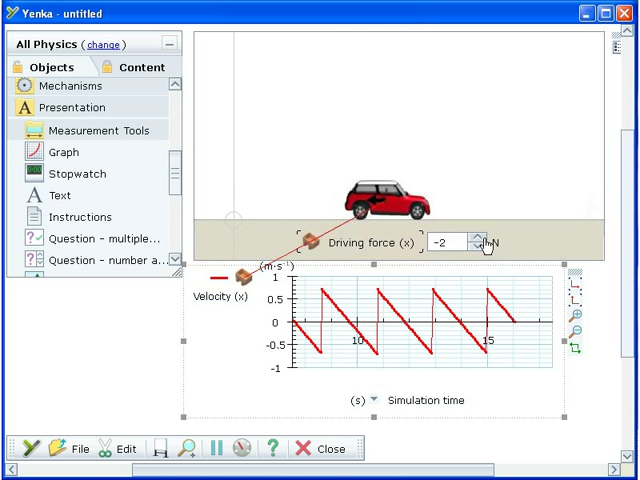 Yenka - untitled
All Physics (change)
Objects
Content
Mechanisms
Presentation
Measurement Tools
Graph
Stopwatch
Text
Instructions
Question - multiple...
Question - number a...
Driving force (x)
-2
N
(m·s⁻¹)
Velocity (x)
1
0.5
0
-0.5
-1
10
15
(s)
Simulation time
File
Edit
Close